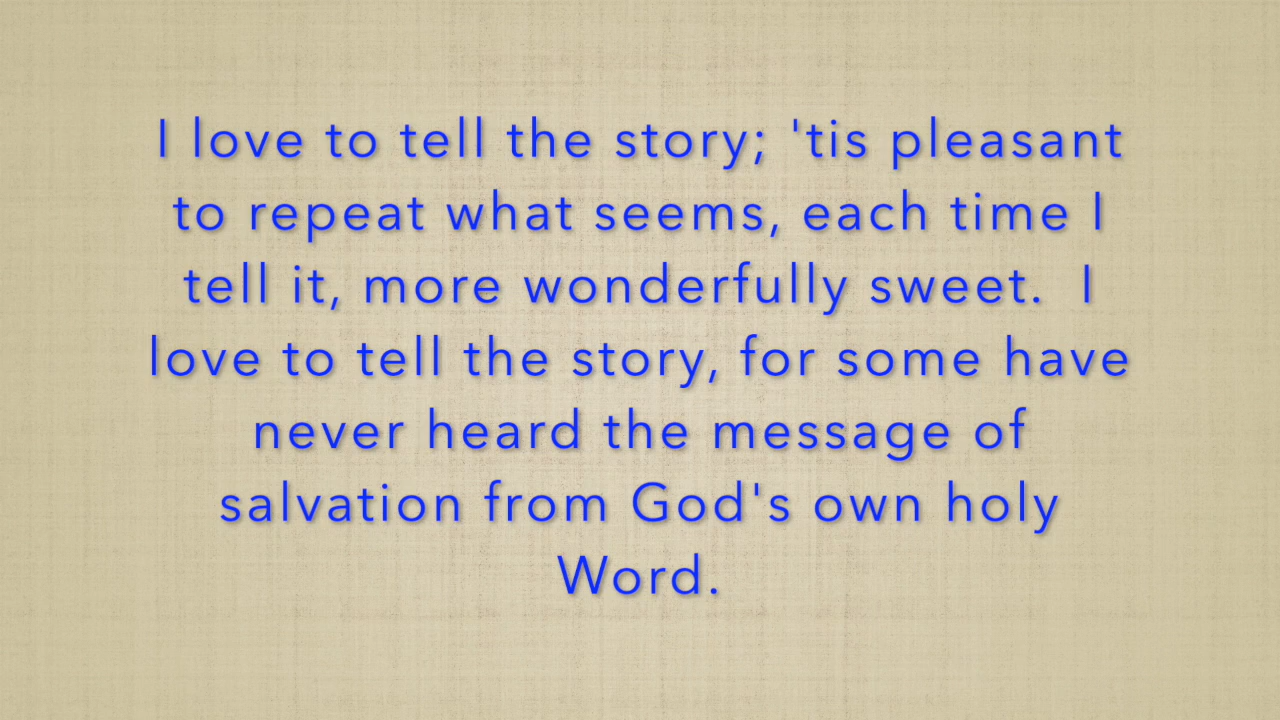 I love to tell the story; 'tis pleasant
to repeat what seems, each time I
tell it, more wonderfully sweet.  I
love to tell the story, for some have
never heard the message of
salvation from God's own holy
Word.